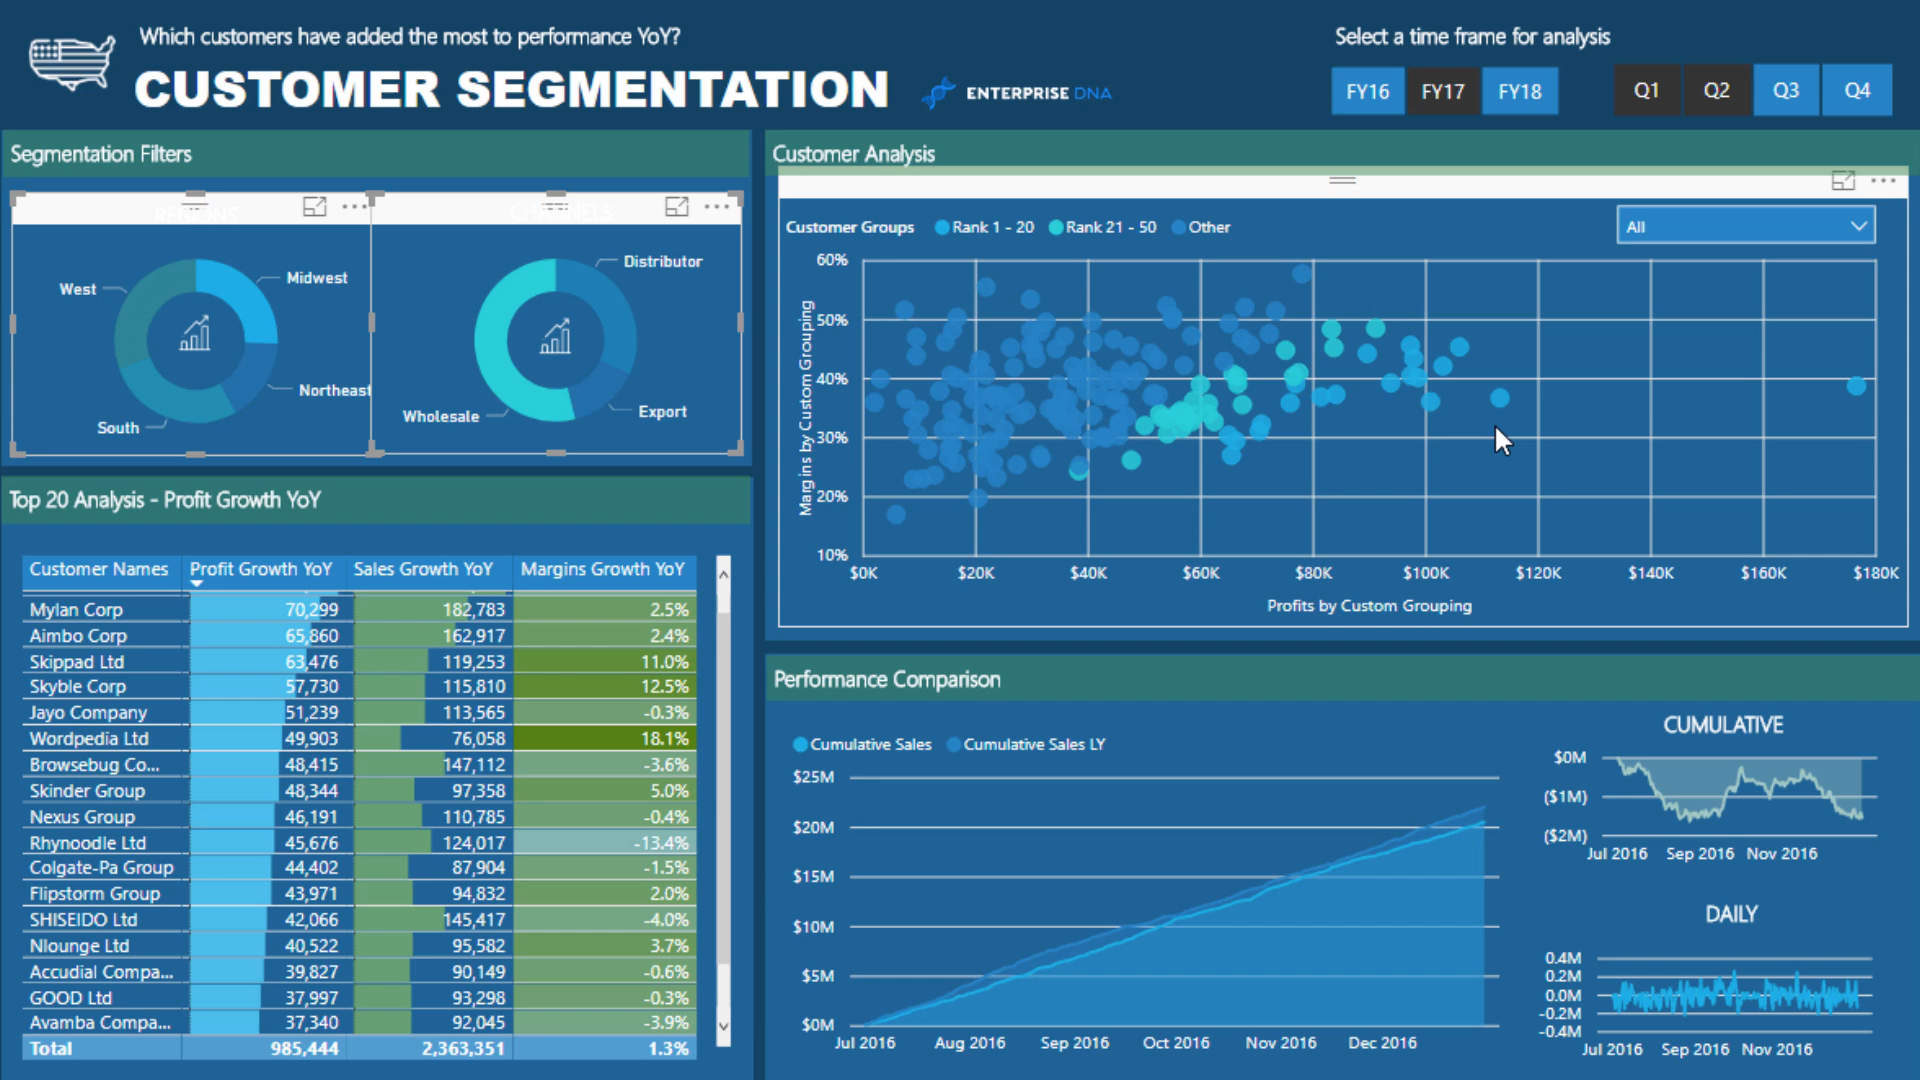 Which customers have added the most to performance YoY?
CUSTOMER SEGMENTATION
ENTERPRISE DNA
Select a time frame for analysis
FY16 FY17 FY18 Q1 Q2 Q3 Q4
Segmentation Filters
REGIONS
CHANNELS
West
Midwest
Northeast
South
Distributor
Wholesale
Export
Customer Analysis
Customer Groups Rank 1 - 20 Rank 21 - 50 Other
All
Margins by Custom Grouping
60%
50%
40%
30%
20%
10%
$0K $20K $40K $60K $80K $100K $120K $140K $160K $180K
Profits by Custom Grouping
Top 20 Analysis - Profit Growth YoY
Customer Names Profit Growth YoY Sales Growth YoY Margins Growth YoY
Mylan Corp 70,299 182,783 2.5%
Aimbo Corp 65,860 162,917 2.4%
Skippad Ltd 63,476 119,253 11.0%
Skyble Corp 57,730 115,810 12.5%
Jayo Company 51,239 113,565 -0.3%
Wordpedia Ltd 49,903 76,058 18.1%
Browsebug Co... 48,415 147,112 -3.6%
Skinder Group 48,344 97,358 5.0%
Nexus Group 46,191 110,785 -0.4%
Rhynoodle Ltd 45,676 124,017 -13.4%
Colgate-Pa Group 44,402 87,904 -1.5%
Flipstorm Group 43,971 94,832 2.0%
SHISEIDO Ltd 42,066 145,417 -4.0%
Nlounge Ltd 40,522 95,582 3.7%
Accudial Compa... 39,827 90,149 -0.6%
GOOD Ltd 37,997 93,298 -0.3%
Avamba Compa... 37,340 92,045 -3.9%
Total 985,444 2,363,351 1.3%
Performance Comparison
Cumulative Sales Cumulative Sales LY
$25M
$20M
$15M
$10M
$5M
$0M
Jul 2016 Aug 2016 Sep 2016 Oct 2016 Nov 2016 Dec 2016
CUMULATIVE
$0M
($1M)
($2M)
Jul 2016 Sep 2016 Nov 2016
DAILY
0.4M
0.2M
0.0M
-0.2M
-0.4M
Jul 2016 Sep 2016 Nov 2016